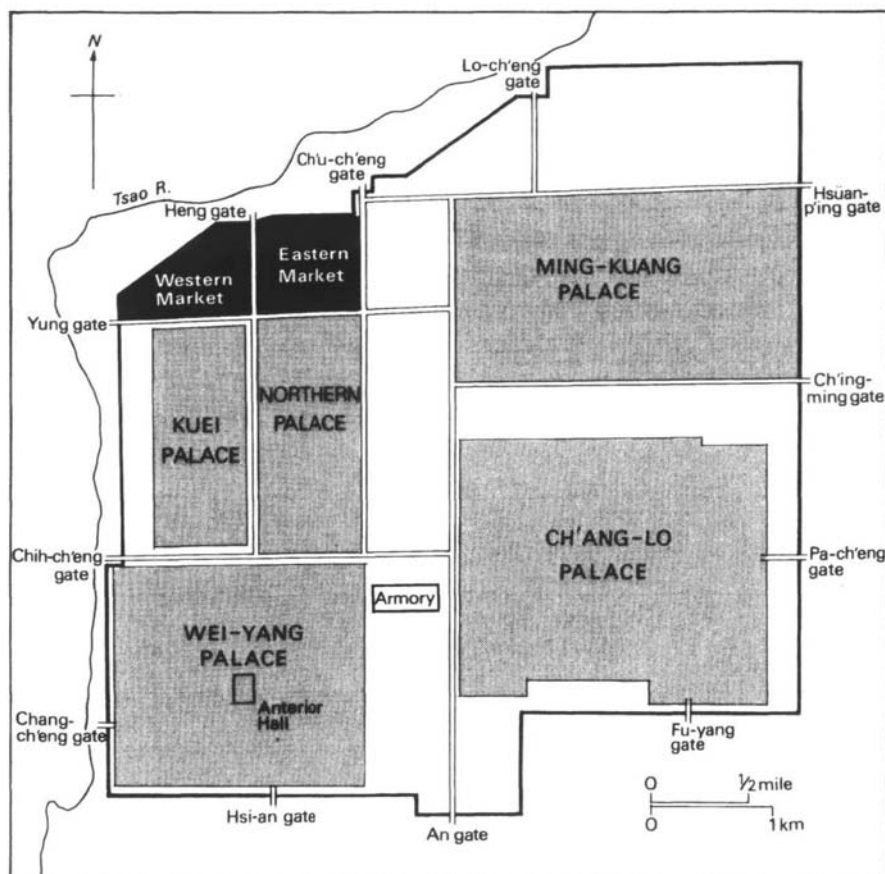 N
Lo-ch'eng
gate
Ch'u-ch'eng
gate
Tsao R.
Heng gate
Hsüan-
p'ing gate
Eastern
Market
Western
Market
MING-KUANG
PALACE
Yung gate
Ch'ing-
ming gate
NORTHERN
PALACE
KUEI
PALACE
CH'ANG-LO
PALACE
Chih-ch'eng
gate
Pa-ch'eng
gate
Armory
WEI-YANG
PALACE
Anterior
Hall
Chang-
ch'eng gate
Fu-yang
gate
Hsi-an gate
An gate
0 1/2 mile
0 1 km